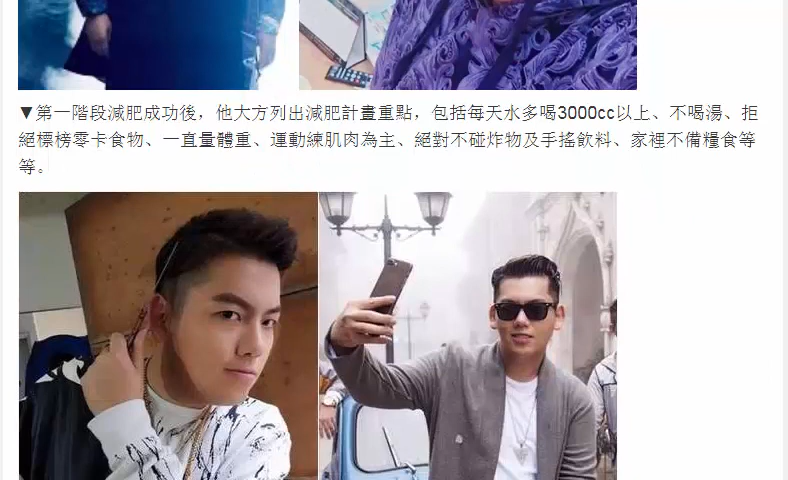 ▼第一階段減肥成功後，他大方列出減肥計畫重點，包括每天水多喝3000cc以上、不喝湯、拒
絕標榜零卡食物、一直量體重、運動練肌肉為主、絕對不碰炸物及手搖飲料、家裡不備糧食等
等。